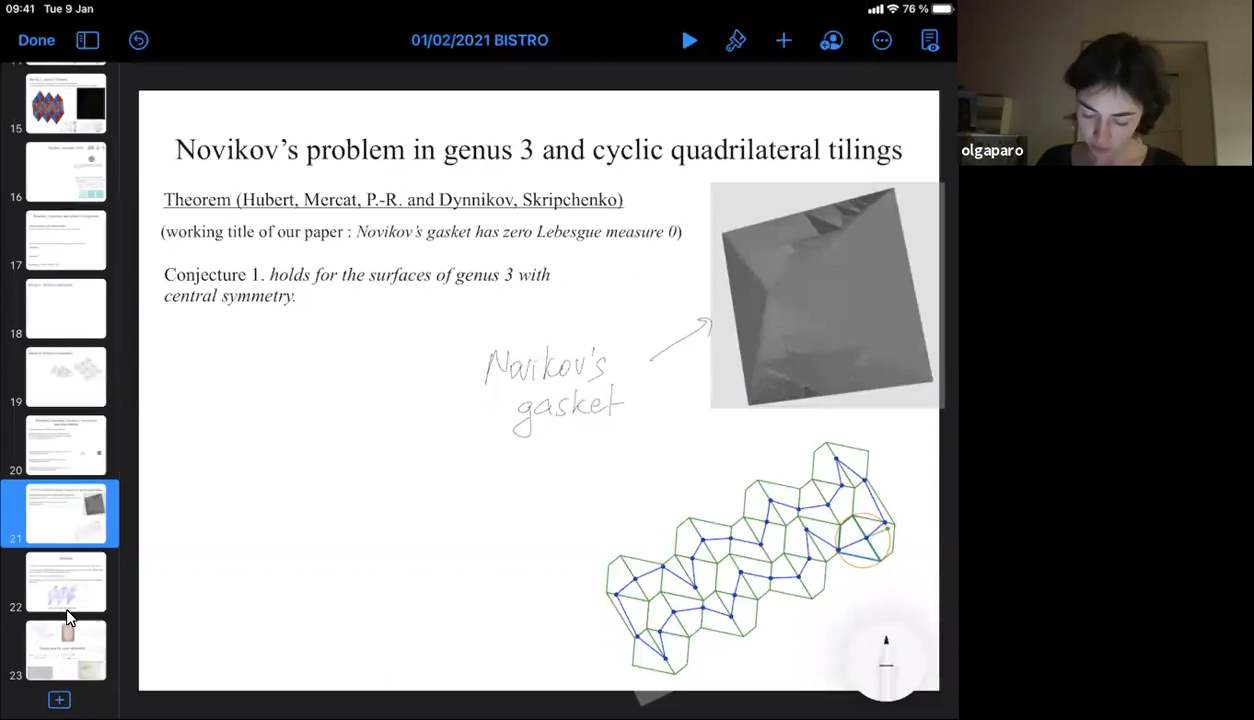 09:41 Tue 9 Jan
76 %
Done
01/02/2021 BISTRO
olgaparo
Novikov's problem in genus 3 and cyclic quadrilateral tilings
Theorem (Hubert, Mercat, P.-R. and Dynnikov, Skripchenko)
(working title of our paper : Novikov's gasket has zero Lebesgue measure 0)
Conjecture 1. holds for the surfaces of genus 3 with
central symmetry.
Novikov's
gasket
15
16
17
18
19
20
21
22
23